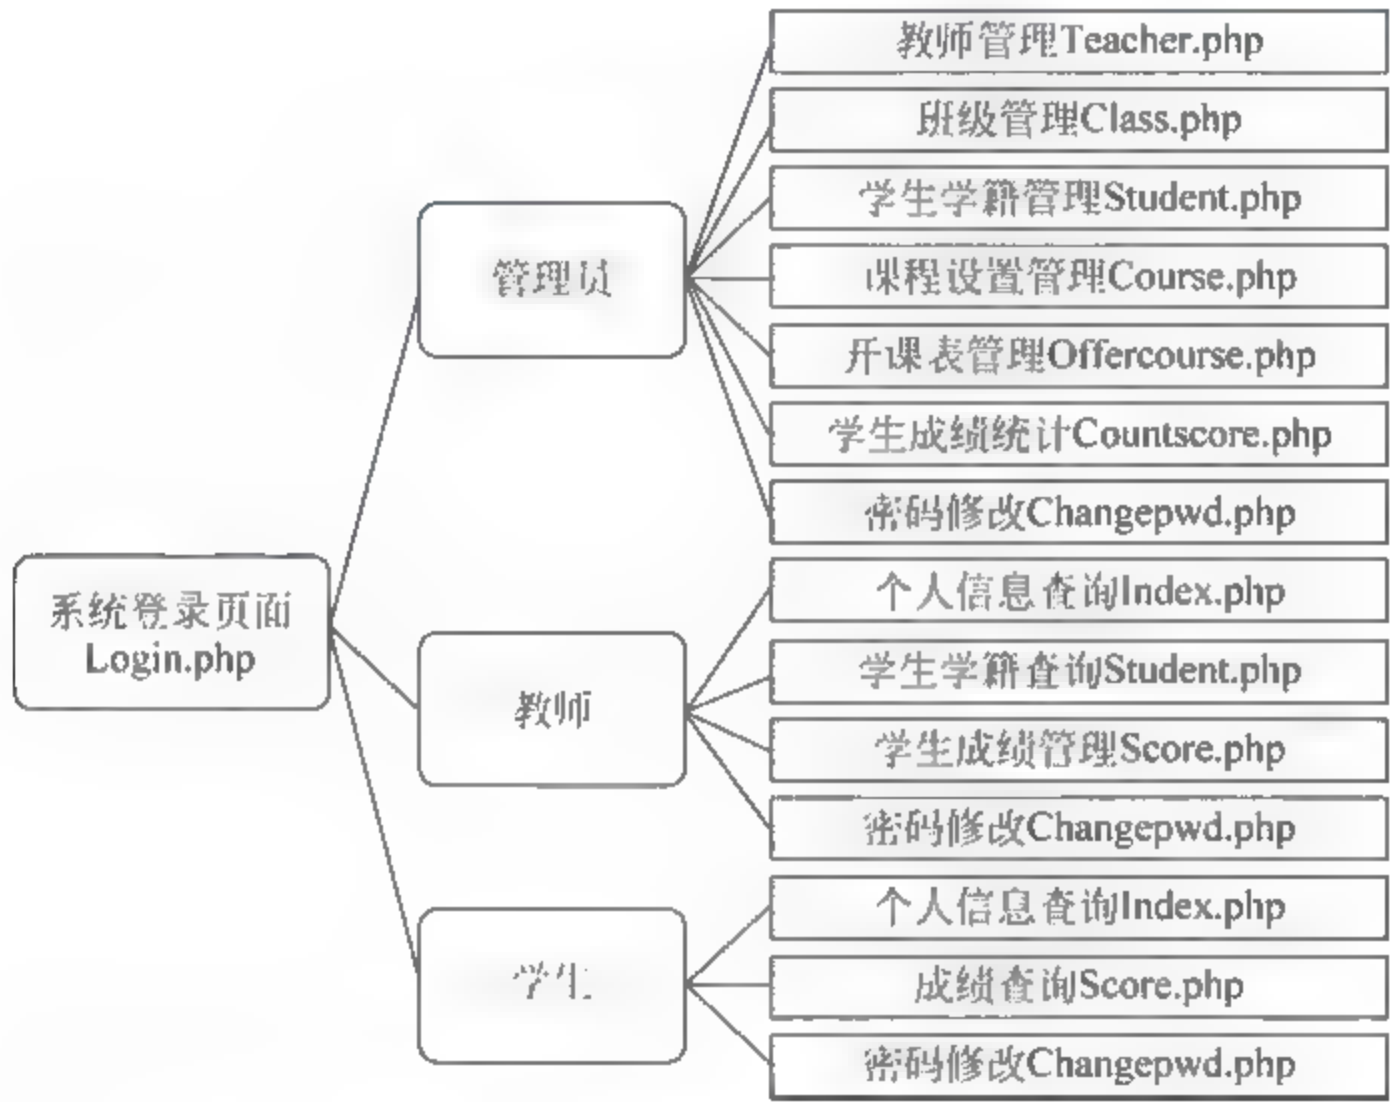 教师管理Teacher.php
班级管理Class.php
学生学籍管理Student.php
管理员
课程设置管理Course.php
开课表管理Offercourse.php
学生成绩统计Countscore.php
密码修改Changepwd.php
系统登录页面
Login.php
个人信息查询Index.php
学生学籍查询Student.php
教师
学生成绩管理Score.php
密码修改Changepwd.php
个人信息查询Index.php
学生
成绩查询Score.php
密码修改Changepwd.php